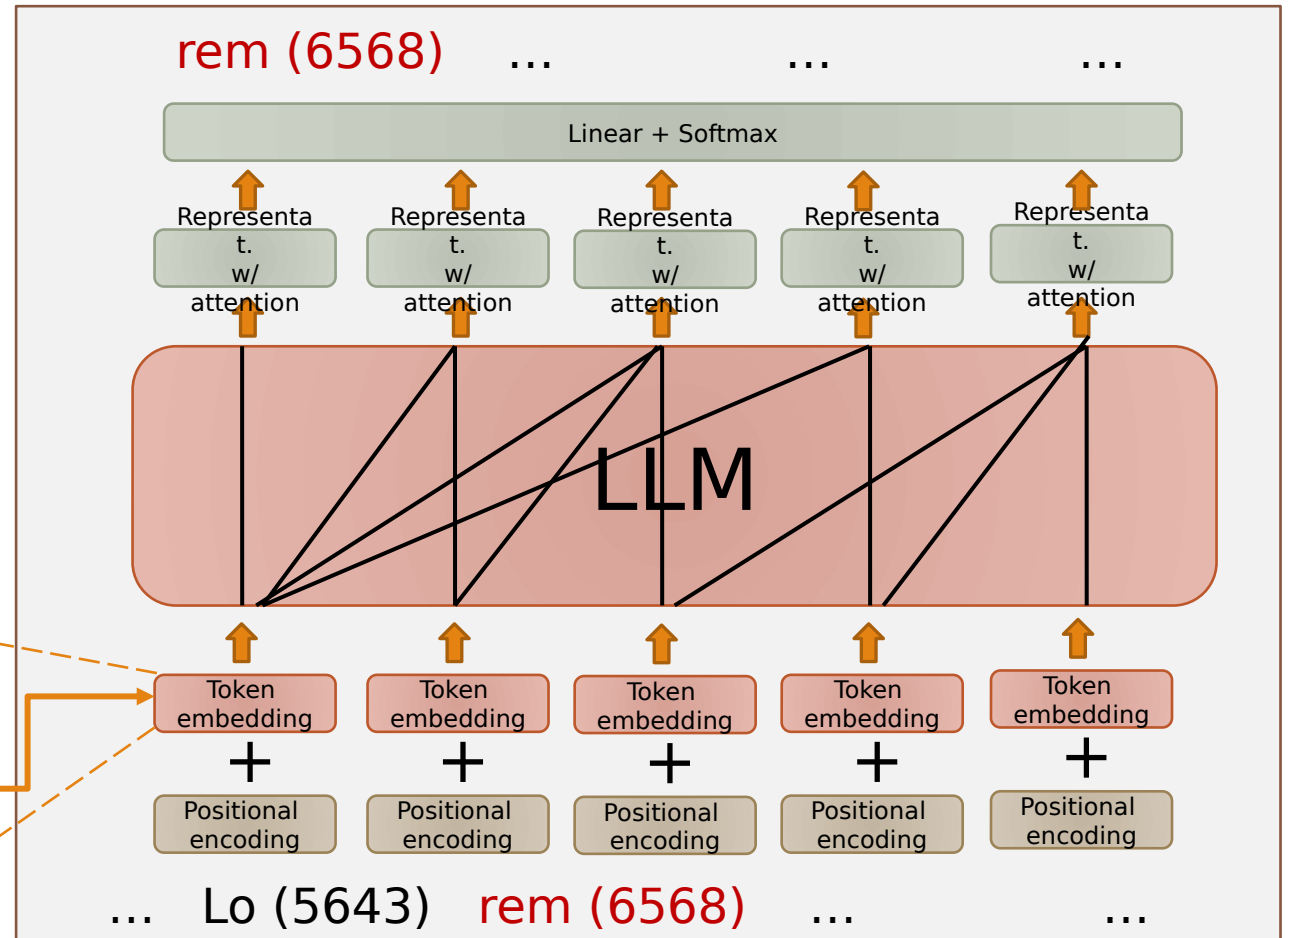 rem (6568) ... ... ...
Linear + Softmax
Representa Representa Representa Representa Representa
t. t. t. t. t.
w/ w/ w/ w/ w/
attention attention attention attention attention
LLM
Token Token Token Token Token
embedding embedding embedding embedding embedding
+ + + + +
Positional Positional Positional Positional Positional
encoding encoding encoding encoding encoding
... Lo (5643) rem (6568) ... ...